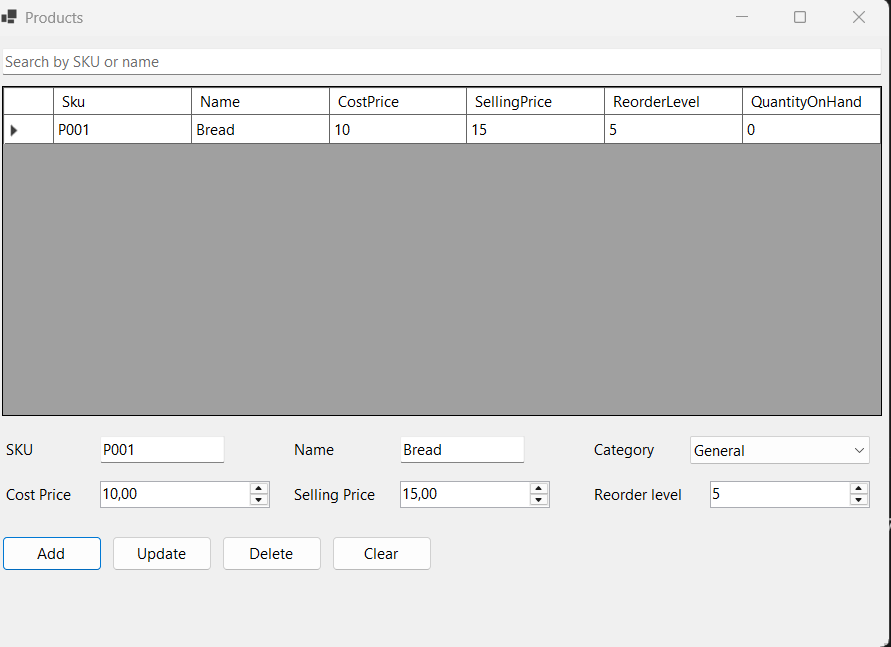 Products
Search by SKU or name
Sku Name CostPrice SellingPrice ReorderLevel QuantityOnHand
P001 Bread 10 15 5 0
SKU P001 Name Bread Category General
Cost Price 10,00 Selling Price 15,00 Reorder level 5
Add Update Delete Clear